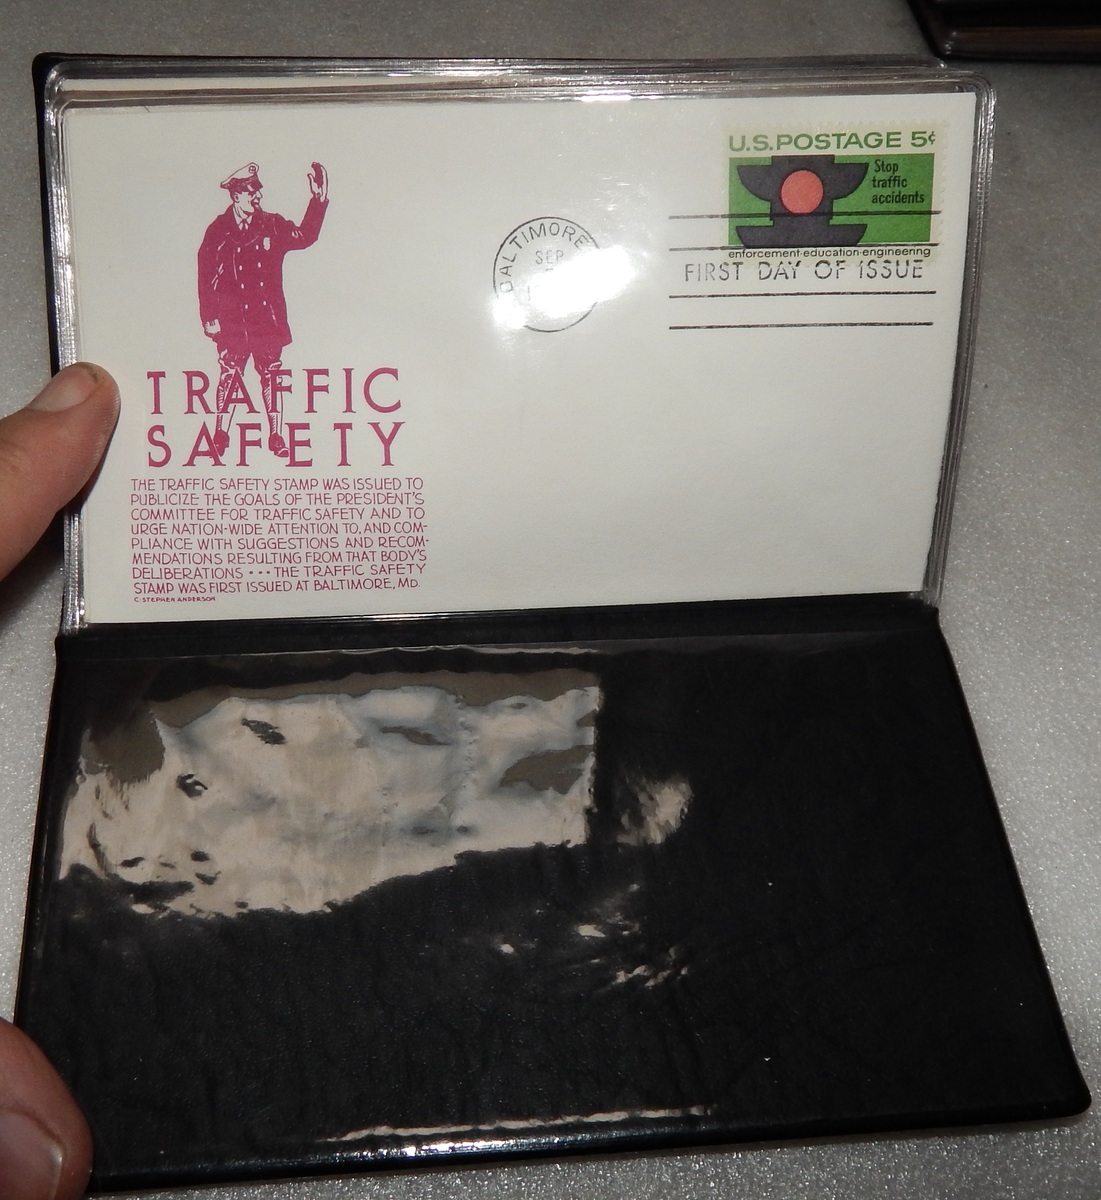 U.S. POSTAGE 5¢
Stop
traffic
accidents
enforcement·education·engineering
FIRST DAY OF ISSUE
BALTIMORE
SEP
TRAFFIC
SAFETY
THE TRAFFIC SAFETY STAMP WAS ISSUED TO
PUBLICIZE THE GOALS OF THE PRESIDENT'S
COMMITTEE FOR TRAFFIC SAFETY AND TO
URGE NATION-WIDE ATTENTION TO, AND COM-
PLIANCE WITH SUGGESTIONS AND RECOM-
MENDATIONS RESULTING FROM THAT BODY'S
DELIBERATIONS ··· THE TRAFFIC SAFETY
STAMP WAS FIRST ISSUED AT BALTIMORE, MD.
C. STEPHEN ANDERSON